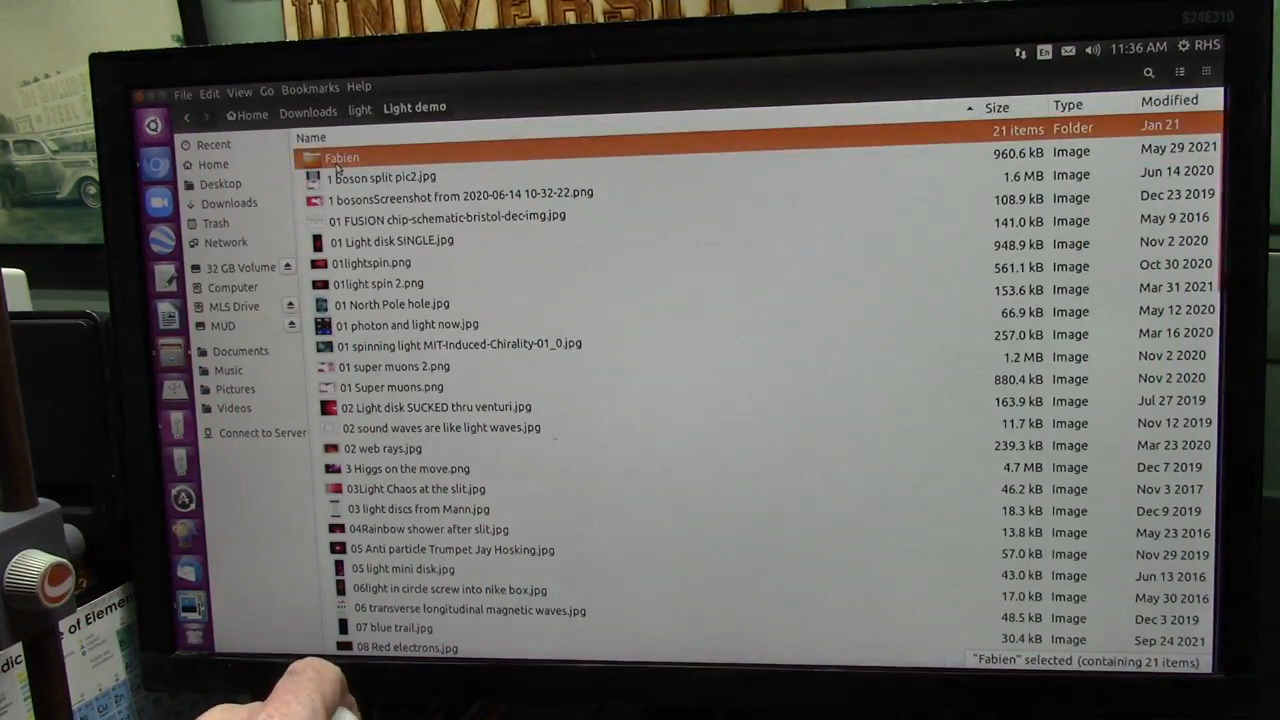 UNIVERSITY
S24E310
File Edit View Go Bookmarks Help
En 11:36 AM RHS
Home Downloads light Light demo
Name Size Type Modified
Recent
Home
Desktop
Downloads
Trash
Network
32 GB Volume
Computer
MLS Drive
MUD
Documents
Music
Pictures
Videos
Connect to Server
Fabien 21 items Folder Jan 21
1 boson split pic2.jpg 960.6 kB Image May 29 2021
1 bosonsScreenshot from 2020-06-14 10-32-22.png 1.6 MB Image Jun 14 2020
01 FUSION chip-schematic-bristol-dec-img.jpg 108.9 kB Image Dec 23 2019
01 Light disk SINGLE.jpg 141.0 kB Image May 9 2016
01lightspin.png 948.9 kB Image Nov 2 2020
01light spin 2.png 561.1 kB Image Oct 30 2020
01 North Pole hole.jpg 153.6 kB Image Mar 31 2021
01 photon and light now.jpg 66.9 kB Image May 12 2020
01 spinning light MIT-Induced-Chirality-01_0.jpg 257.0 kB Image Mar 16 2020
01 super muons 2.png 1.2 MB Image Nov 2 2020
01 Super muons.png 880.4 kB Image Nov 2 2020
02 Light disk SUCKED thru venturi.jpg 163.9 kB Image Jul 27 2019
02 sound waves are like light waves.jpg 11.7 kB Image Nov 12 2019
02 web rays.jpg 239.3 kB Image Mar 23 2020
3 Higgs on the move.png 4.7 MB Image Dec 7 2019
03Light Chaos at the slit.jpg 46.2 kB Image Nov 3 2017
03 light discs from Mann.jpg 18.3 kB Image Dec 9 2019
04Rainbow shower after slit.jpg 13.8 kB Image May 23 2016
05 Anti particle Trumpet Jay Hosking.jpg 57.0 kB Image Nov 29 2019
05 light mini disk.jpg 43.0 kB Image Jun 13 2016
06light in circle screw into nike box.jpg 17.0 kB Image May 30 2016
06 transverse longitudinal magnetic waves.jpg 48.5 kB Image Dec 3 2019
07 blue trail.jpg 30.4 kB Image Sep 24 2021
08 Red electrons.jpg
"Fabien" selected (containing 21 items)
e of Elemen
dic
Cu Zn